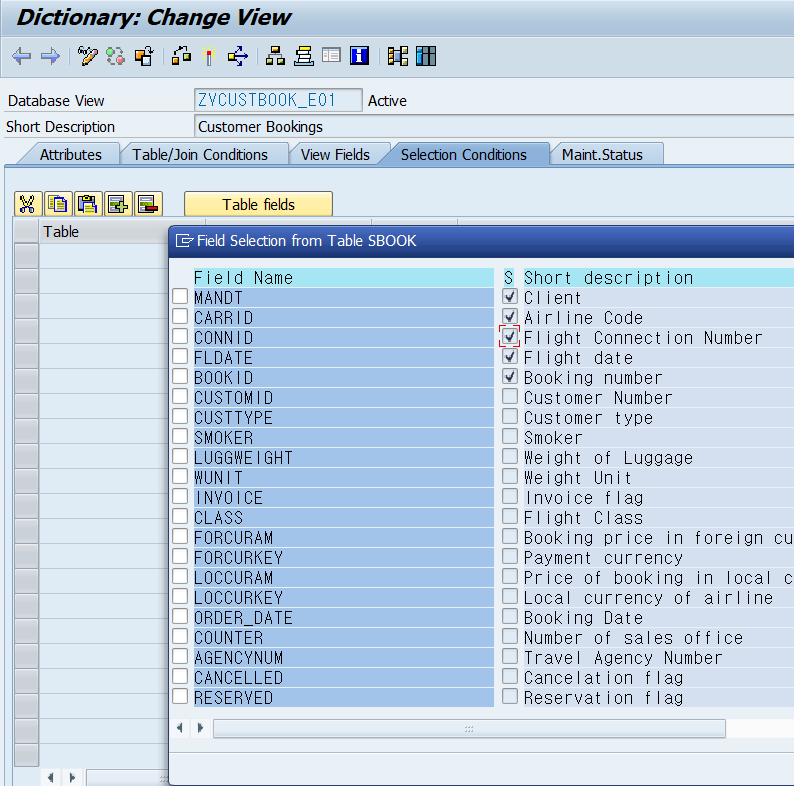 Dictionary: Change View
Database View ZVCUSTBOOK_E01 Active
Short Description Customer Bookings
Attributes Table/Join Conditions View Fields Selection Conditions Maint.Status
Table fields
Table
Field Selection from Table SBOOK
Field Name S Short description
MANDT Client
CARRID Airline Code
CONNID Flight Connection Number
FLDATE Flight date
BOOKID Booking number
CUSTOMID Customer Number
CUSTTYPE Customer type
SMOKER Smoker
LUGGWEIGHT Weight of Luggage
WUNIT Weight Unit
INVOICE Invoice flag
CLASS Flight Class
FORCURAM Booking price in foreign cu
FORCURKEY Payment currency
LOCCURAM Price of booking in local c
LOCCURKEY Local currency of airline
ORDER_DATE Booking Date
COUNTER Number of sales office
AGENCYNUM Travel Agency Number
CANCELLED Cancelation flag
RESERVED Reservation flag